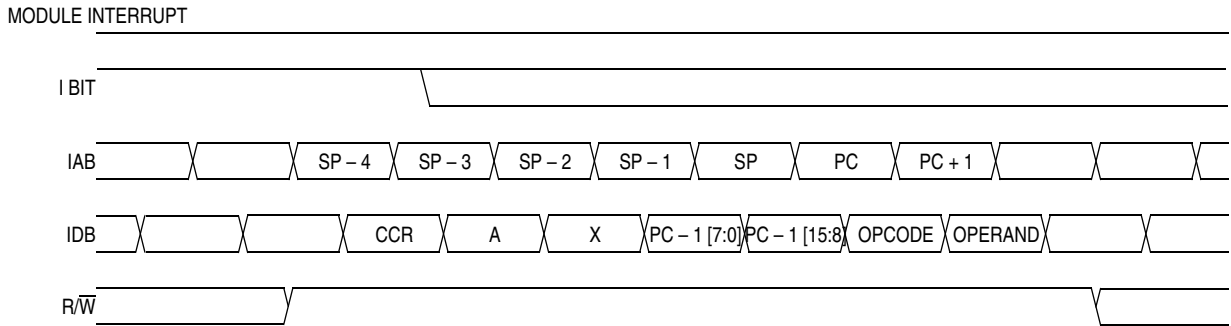 MODULE INTERRUPT
I BIT
IAB SP – 4 SP – 3 SP – 2 SP – 1 SP PC PC + 1
IDB CCR A X PC – 1 [7:0] PC – 1 [15:8] OPCODE OPERAND
R/W̅